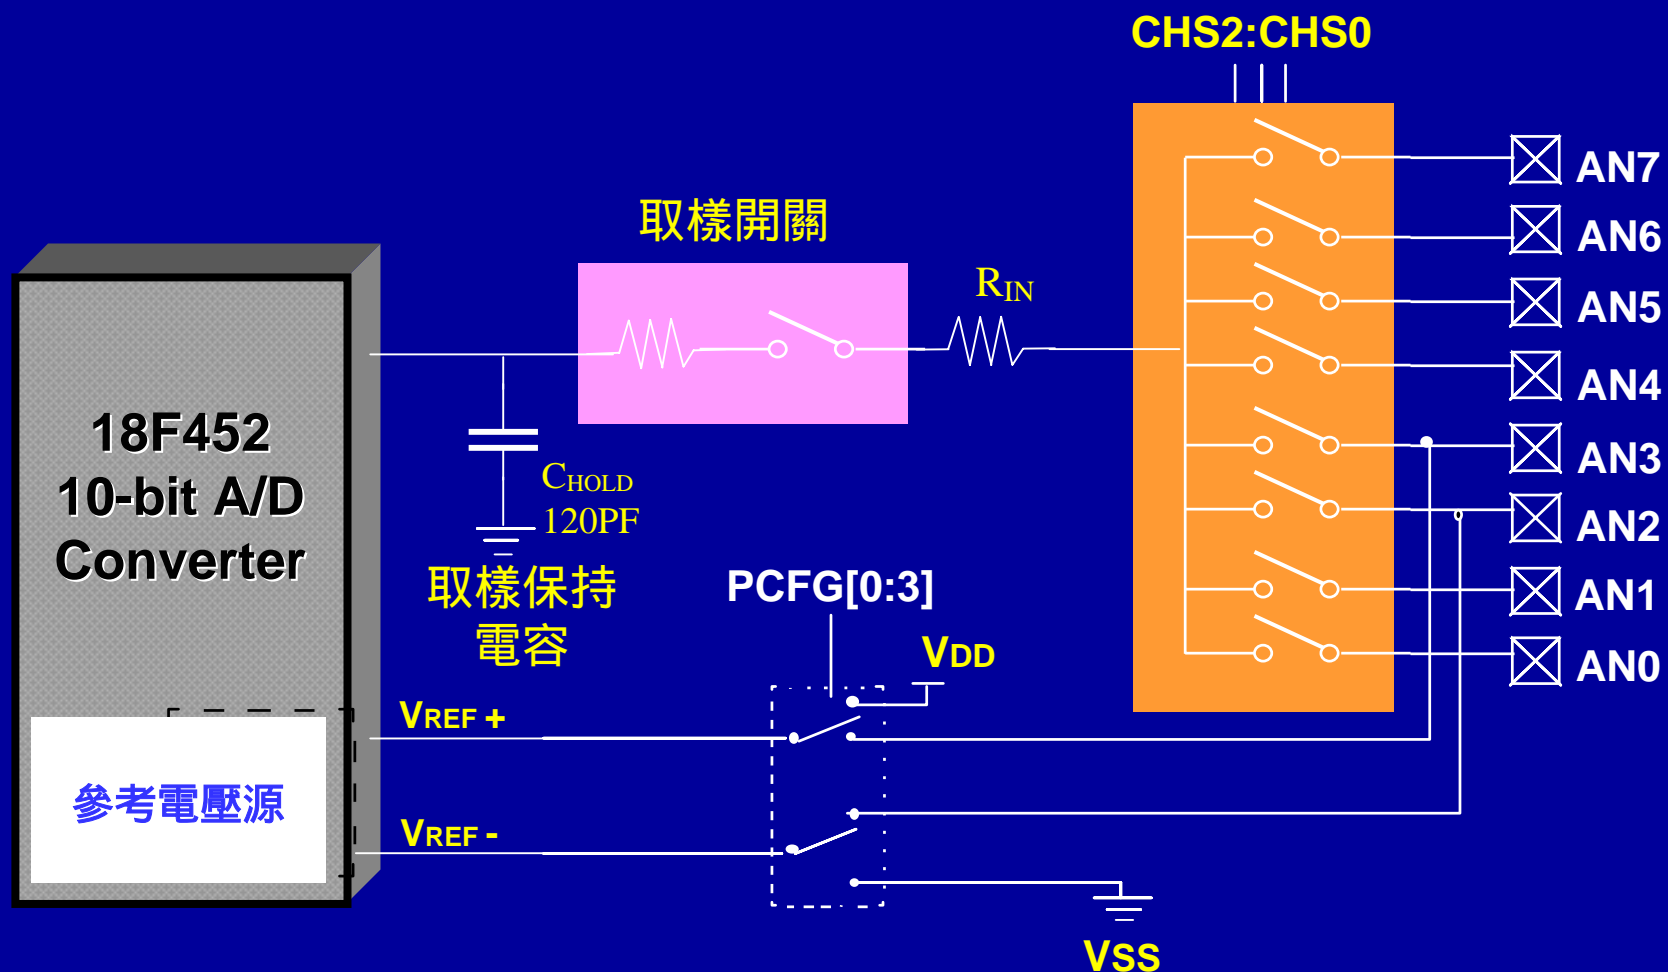 CHS2:CHS0
AN7
AN6
AN5
AN4
AN3
AN2
AN1
AN0
取樣開關
RIN
18F452
10-bit A/D
Converter
CHOLD
120PF
取樣保持
電容
PCFG[0:3]
VDD
VREF +
參考電壓源
VREF -
VSS